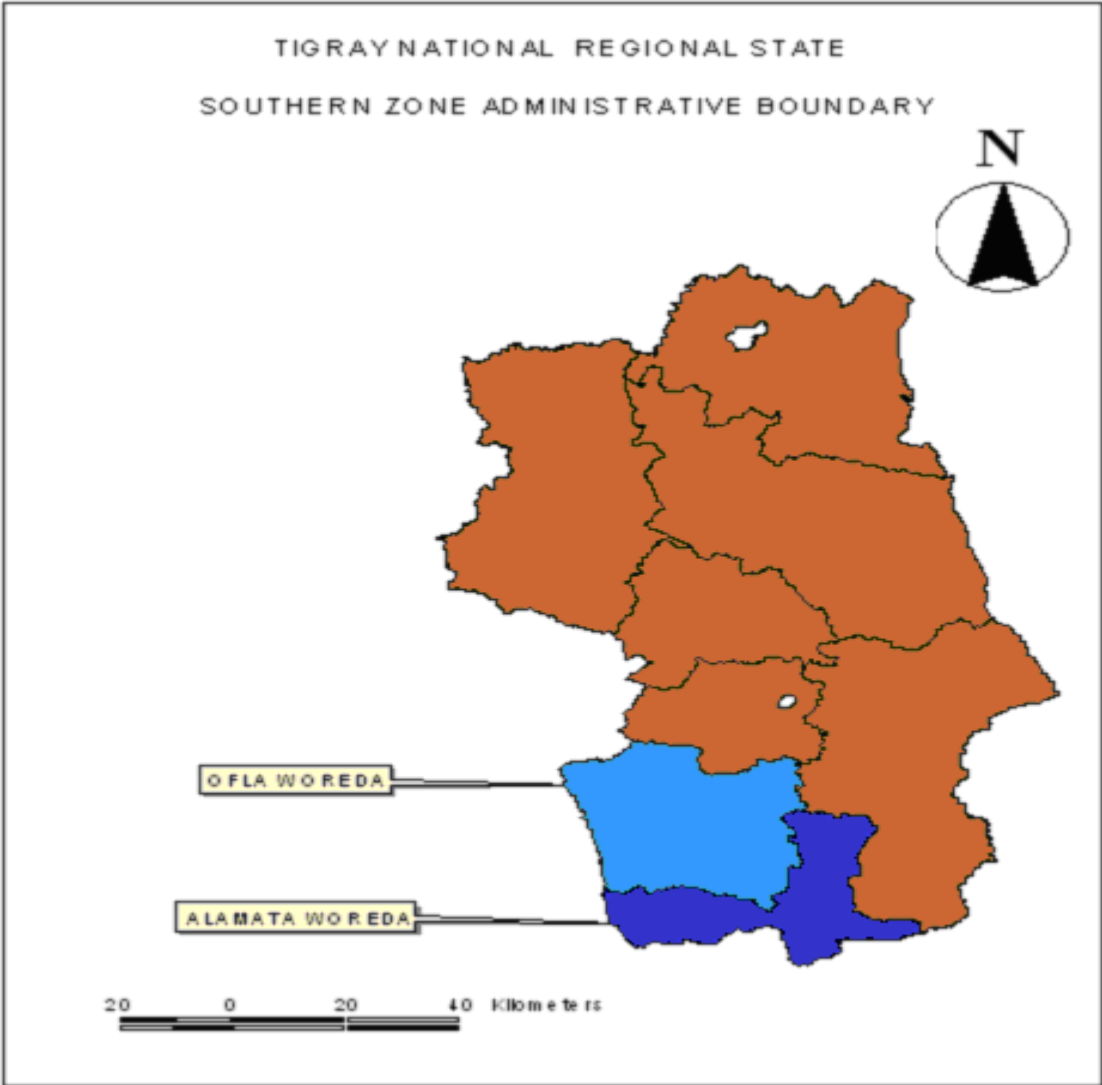 TIGRAY NATIONAL REGIONAL STATE
SOUTHERN ZONE ADMINISTRATIVE BOUNDARY
N
OFLA WOREDA
ALAMATA WOREDA
20 0 20 40 Kilometers